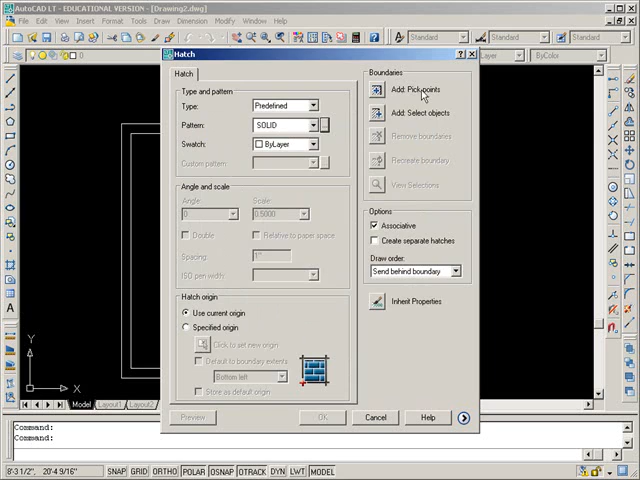 AutoCAD LT - EDUCATIONAL VERSION - [Drawing2.dwg]
File Edit View Insert Format Tools Draw Dimension Modify Window Help
Standard Standard
0 ByLayer ByColor
Hatch
Hatch
Type and pattern
Type: Predefined
Pattern: SOLID ...
Swatch: ByLayer
Custom pattern:
Angle and scale
Angle: Scale:
0 0.5000
Double Relative to paper space
Spacing: 1"
ISO pen width:
Hatch origin
Use current origin
Specified origin
Click to set new origin
Default to boundary extents
Bottom left
Store as default origin
Boundaries
Add: Pick points
Add: Select objects
Remove boundaries
Recreate boundary
View Selections
Options
Associative
Create separate hatches
Draw order:
Send behind boundary
Inherit Properties
Preview OK Cancel Help
Y
X
Model Layout1 Layout2
Command:
Command:
8'-3 1/2", 20'-4 9/16" SNAP GRID ORTHO POLAR OSNAP OTRACK DYN LWT MODEL